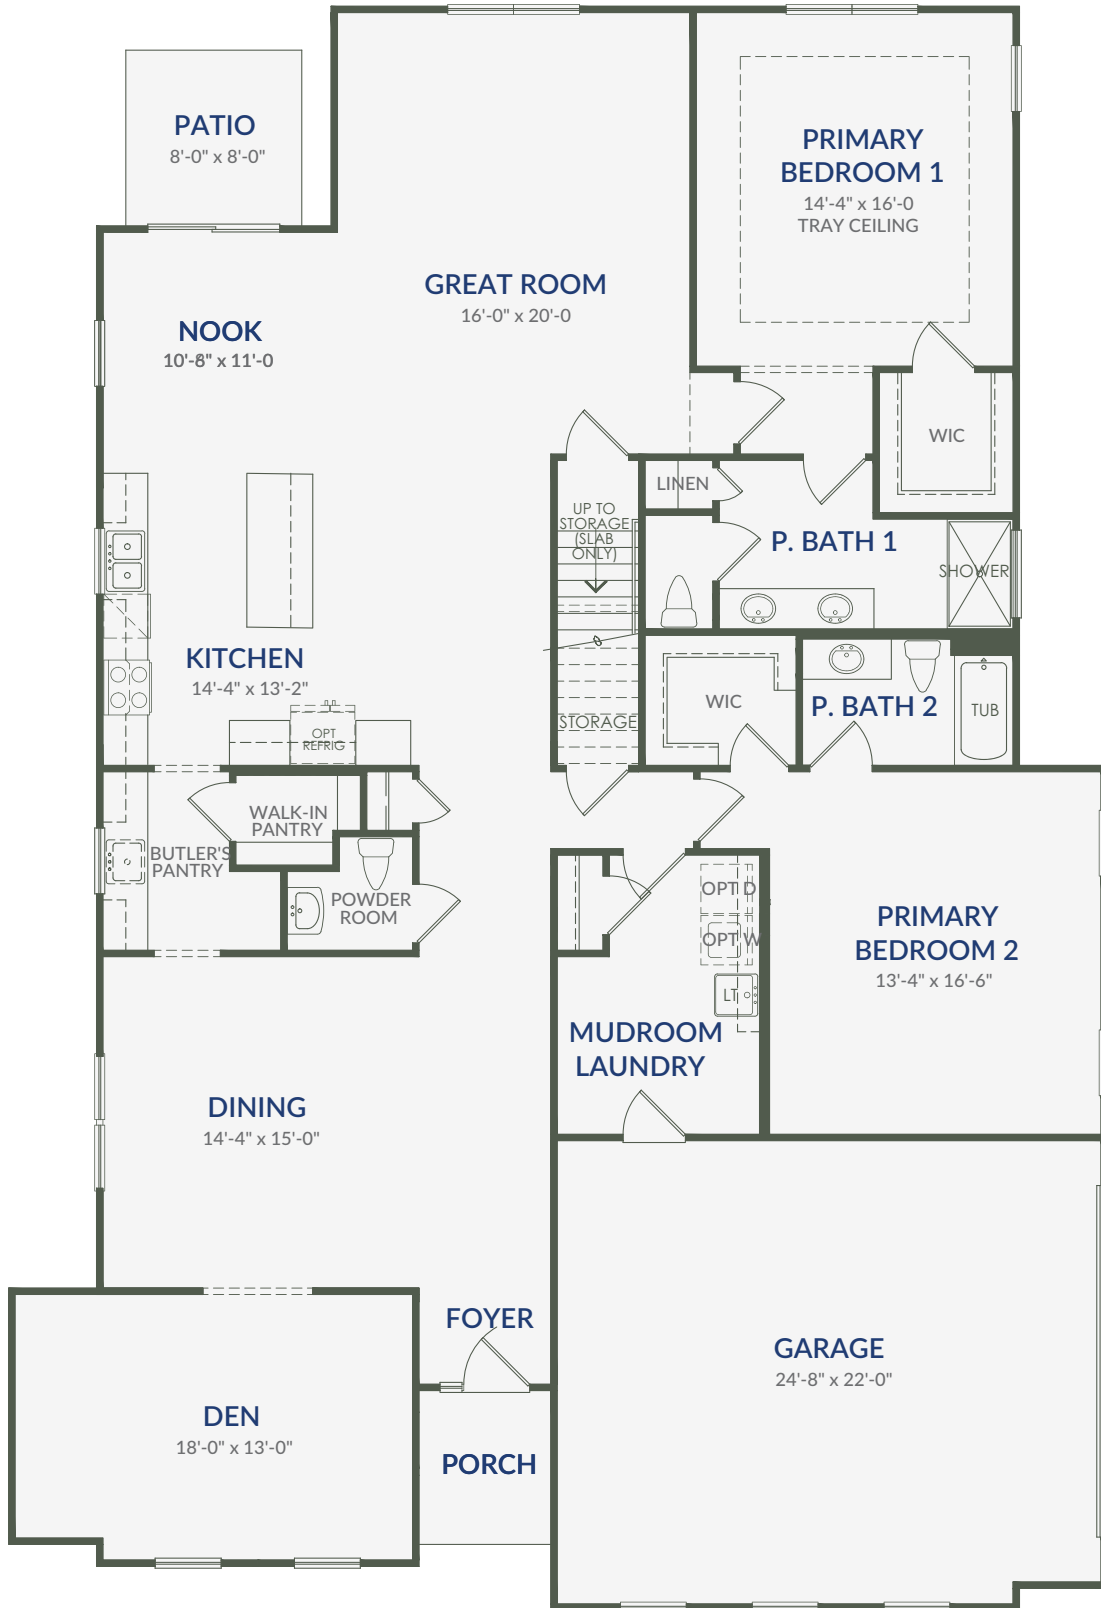 PATIO
8'-0" x 8'-0"
PRIMARY
BEDROOM 1
14'-4" x 16'-0
TRAY CEILING
GREAT ROOM
16'-0" x 20'-0
NOOK
x 11'-0
WIC
LINEN
UP TO
STORAGE
(SLAB
ONLY)
P. BATH 1
SHOWER
KITCHEN
14'-4" x 13'-2"
OPT
REFRIG
STORAGE
WIC
P. BATH 2
TUB
WALK-IN
PANTRY
BUTLER'S
PANTRY
POWDER
ROOM
OPT D
OPT W
LT
PRIMARY
BEDROOM 2
13'-4" x 16'-6"
MUDROOM
LAUNDRY
DINING
14'-4" x 15'-0"
FOYER
GARAGE
24'-8" x 22'-0"
DEN
18'-0" x 13'-0"
PORCH